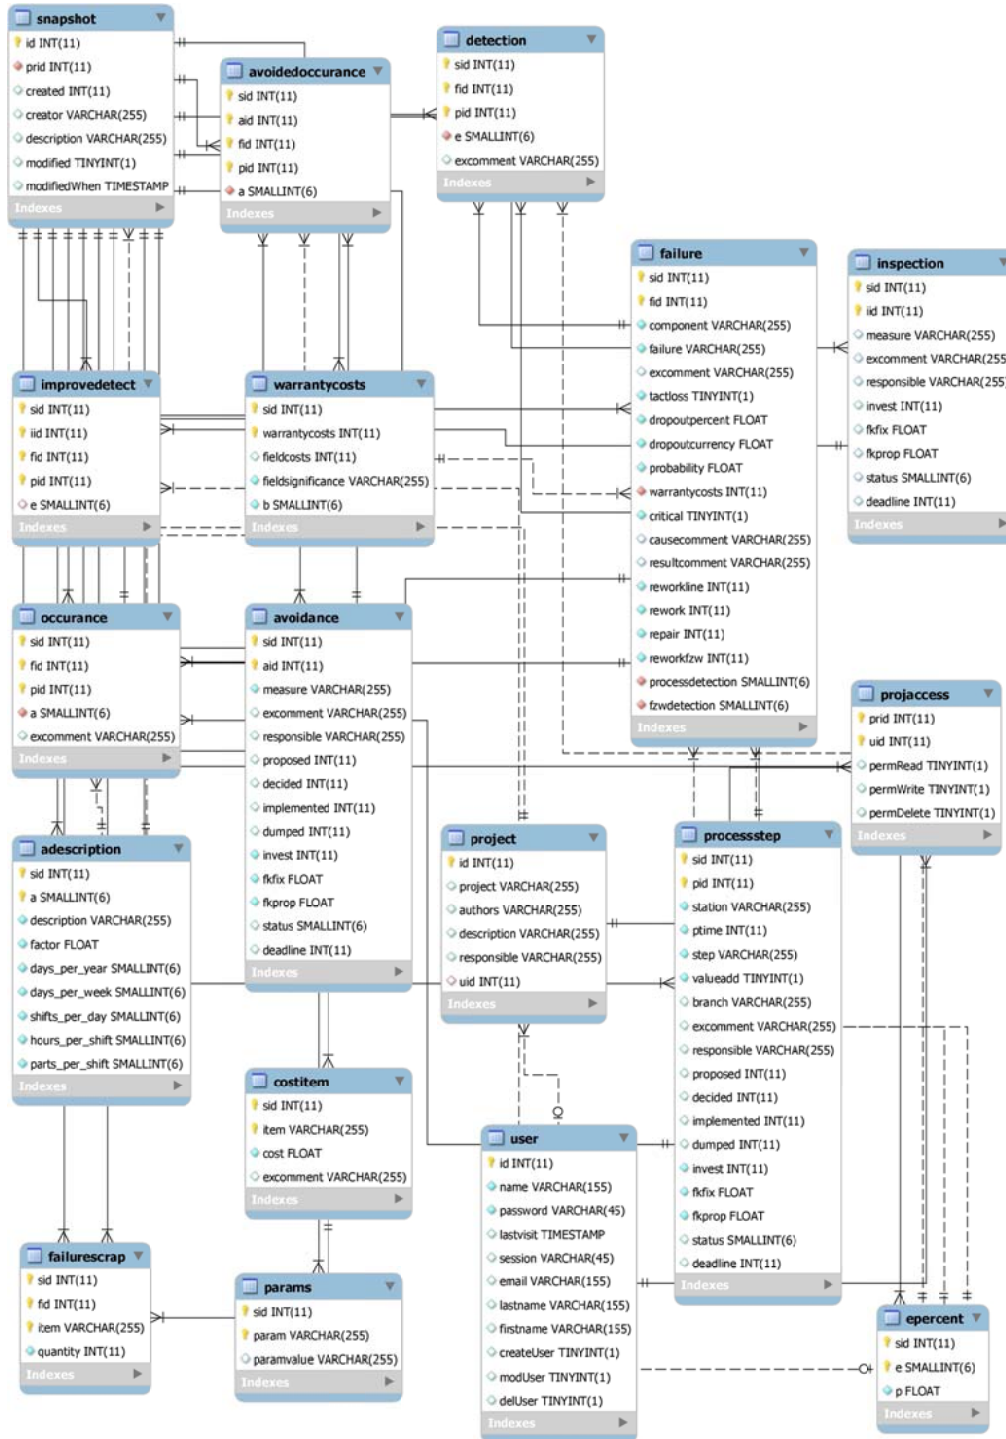 snapshot
id INT(11)
prid INT(11)
created INT(11)
creator VARCHAR(255)
description VARCHAR(255)
modified TINYINT(1)
modifiedWhen TIMESTAMP
Indexes
avoidedoccurance
sid INT(11)
aid INT(11)
fid INT(11)
pid INT(11)
a SMALLINT(6)
Indexes
detection
sid INT(11)
fid INT(11)
pid INT(11)
e SMALLINT(6)
excomment VARCHAR(255)
Indexes
failure
sid INT(11)
fid INT(11)
component VARCHAR(255)
failure VARCHAR(255)
excomment VARCHAR(255)
tactloss TINYINT(1)
dropoutpercent FLOAT
dropoutcurrency FLOAT
probability FLOAT
warrantycosts INT(11)
critical TINYINT(1)
causecomment VARCHAR(255)
resultcomment VARCHAR(255)
reworkline INT(11)
rework INT(11)
repair INT(11)
reworkfzw INT(11)
processdetection SMALLINT(6)
fzwdetection SMALLINT(6)
Indexes
inspection
sid INT(11)
iid INT(11)
measure VARCHAR(255)
excomment VARCHAR(255
responsible VARCHAR(255)
invest INT(11)
fkfix FLOAT
fkprop FLOAT
status SMALLINT(6)
deadline INT(11)
Indexes
improvedetect
sid INT(11)
iid INT(11)
fid INT(11)
pid INT(11)
e SMALLINT(6)
Indexes
warrantycosts
sid INT(11)
warrantycosts INT(11)
fieldcosts INT(11)
fieldsignificance VARCHAR(255)
b SMALLINT(6)
Indexes
occurance
sid INT(11)
fid INT(11)
pid INT(11)
a SMALLINT(6)
excomment VARCHAR(255)
Indexes
avoidance
sid INT(11)
aid INT(11)
measure VARCHAR(255)
excomment VARCHAR(255)
responsible VARCHAR(255)
proposed INT(11)
decided INT(11)
implemented INT(11)
dumped INT(11)
invest INT(11)
fkfix FLOAT
fkprop FLOAT
status SMALLINT(6)
deadline INT(11)
Indexes
projaccess
prid INT(11)
uid INT(11)
permRead TINYINT(1)
permWrite TINYINT(1)
permDelete TINYINT(1)
Indexes
adescription
sid INT(11)
a SMALLINT(6)
description VARCHAR(255)
factor FLOAT
days_per_year SMALLINT(6)
days_per_week SMALLINT(6)
shifts_per_day SMALLINT(6)
hours_per_shift SMALLINT(6)
parts_per_shift SMALLINT(6)
Indexes
project
id INT(11)
project VARCHAR(255)
authors VARCHAR(255)
description VARCHAR(255)
responsible VARCHAR(255)
uid INT(11)
Indexes
processstep
sid INT(11)
pid INT(11)
station VARCHAR(255)
ptime INT(11)
step VARCHAR(255)
valueadd TINYINT(1)
branch VARCHAR(255)
excomment VARCHAR(255)
responsible VARCHAR(255)
proposed INT(11)
decided INT(11)
implemented INT(11)
dumped INT(11)
invest INT(11)
fkfix FLOAT
fkprop FLOAT
status SMALLINT(6)
deadline INT(11)
Indexes
costitem
sid INT(11)
item VARCHAR(255)
cost FLOAT
excomment VARCHAR(255)
Indexes
user
id INT(11)
name VARCHAR(155)
password VARCHAR(45)
lastvisit TIMESTAMP
session VARCHAR(45)
email VARCHAR(155)
lastname VARCHAR(155)
firstname VARCHAR(155)
createUser TINYINT(1)
modUser TINYINT(1)
delUser TINYINT(1)
Indexes
failurescrap
sid INT(11)
fid INT(11)
item VARCHAR(255)
quantity INT(11)
Indexes
params
sid INT(11)
param VARCHAR(255)
paramvalue VARCHAR(255)
Indexes
epercent
sid INT(11)
e SMALLINT(6)
p FLOAT
Indexes